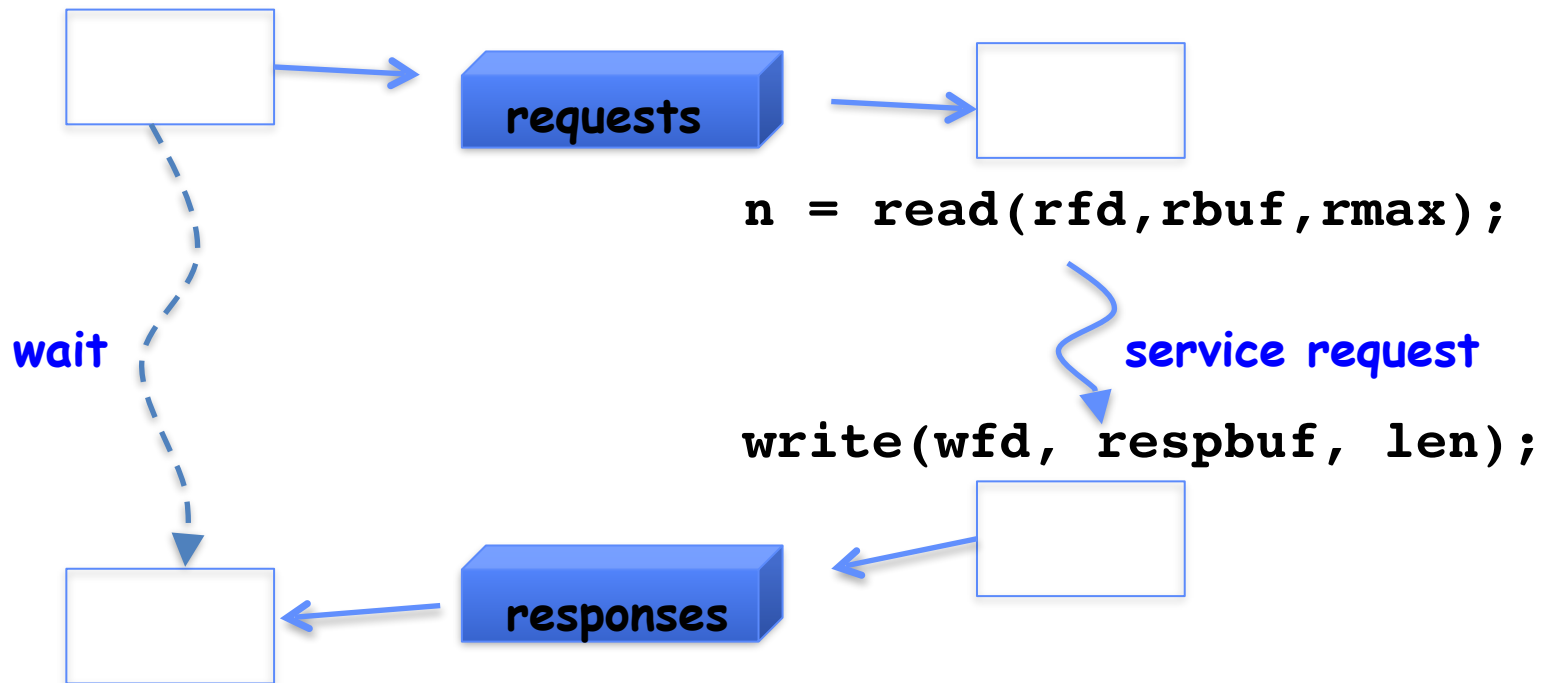 requests
n = read(rfd,rbuf,rmax);
wait
service request
write(wfd, respbuf, len);
responses